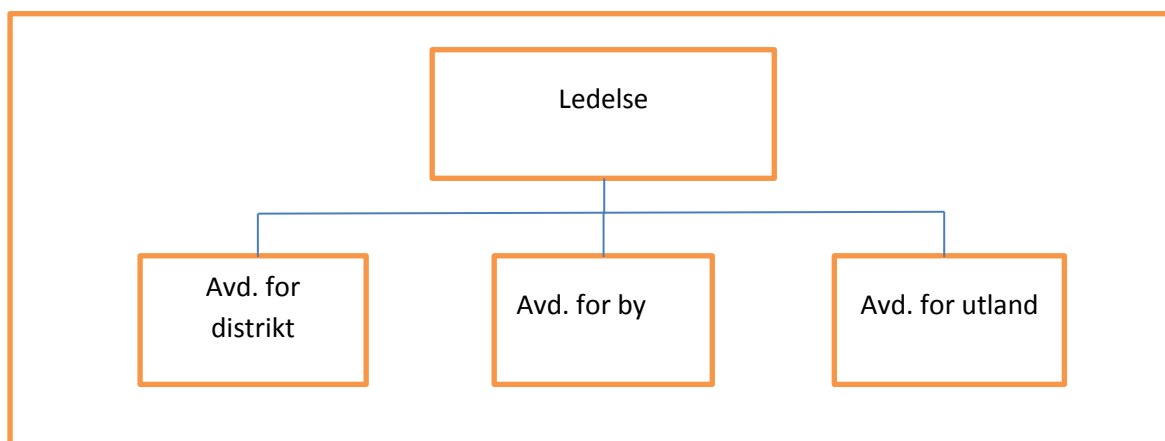 Ledelse
Avd. for
distrikt
Avd. for by
Avd. for utland